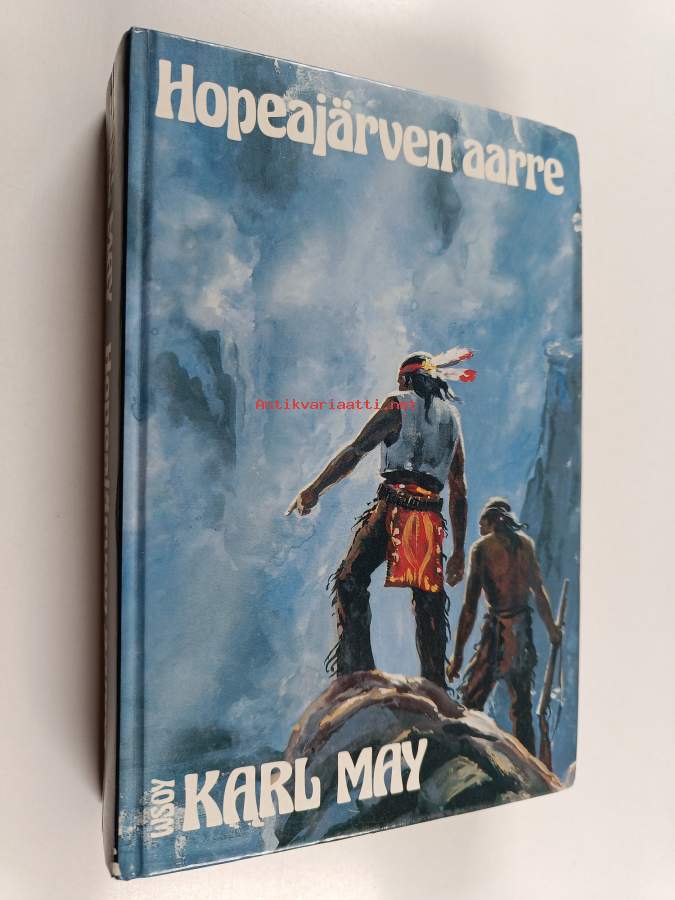 Hopeajärven aarre
Antikvariaatti.net
WSOY
KARL MAY